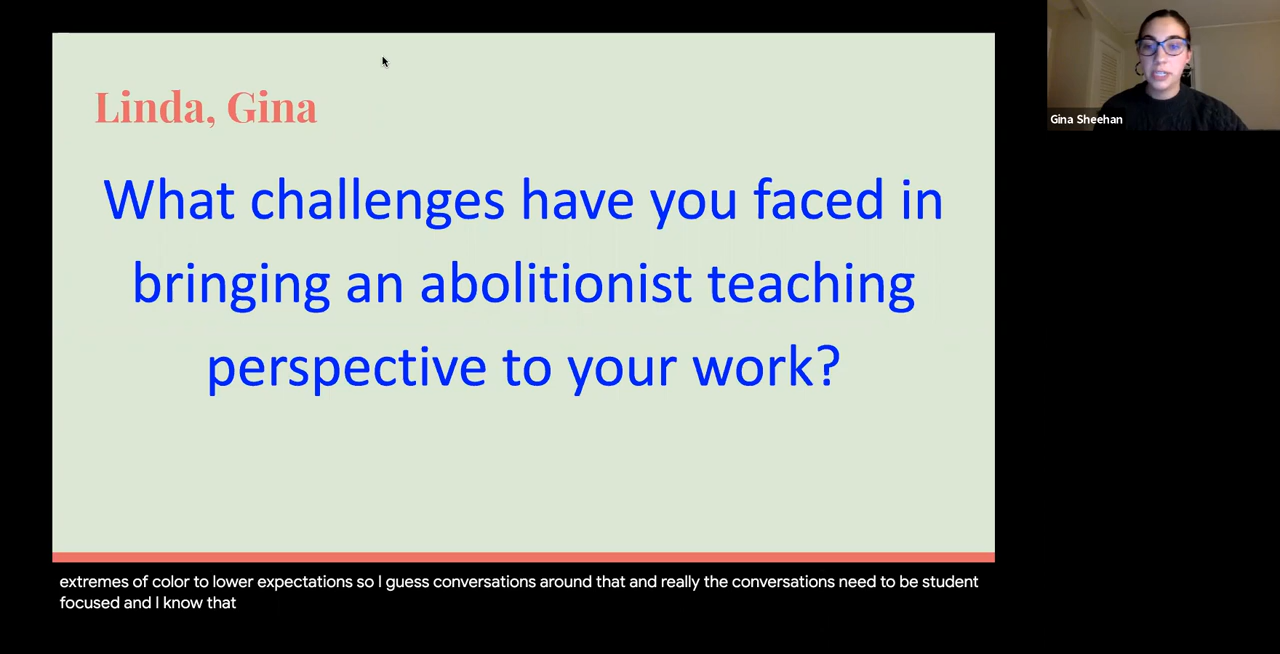 Linda, Gina
What challenges have you faced in
bringing an abolitionist teaching
perspective to your work?
Gina Sheehan
extremes of color to lower expectations so I guess conversations around that and really the conversations need to be student
focused and I know that